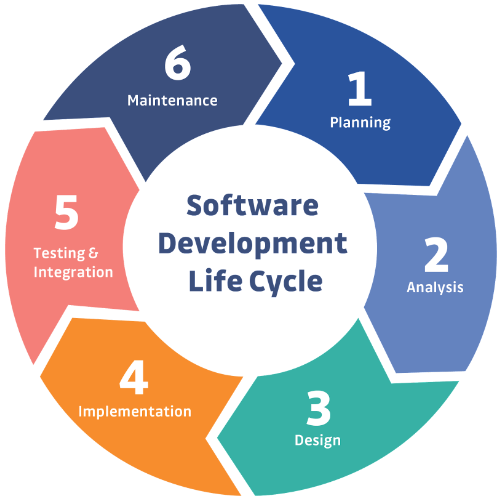 Software
Development
Life Cycle
1
Planning
2
Analysis
3
Design
4
Implementation
5
Testing &
Integration
6
Maintenance